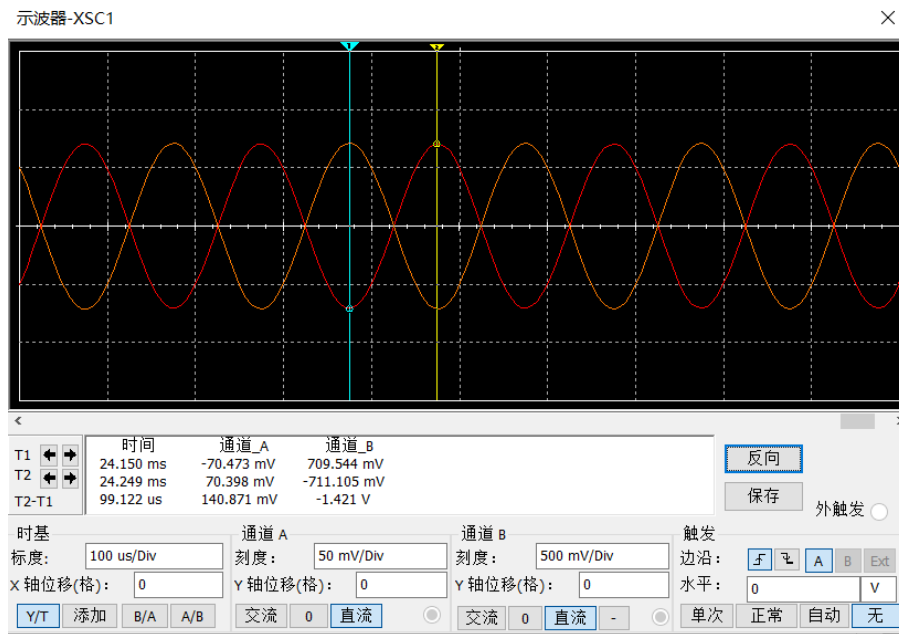 示波器-XSC1
1
2
时间 通道_A 通道_B
T1 24.150 ms -70.473 mV 709.544 mV
T2 24.249 ms 70.398 mV -711.105 mV
T2-T1 99.122 us 140.871 mV -1.421 V
反向
保存
外触发
时基
标度： 100 us/Div
X 轴位移(格)： 0
Y/T 添加 B/A A/B
通道 A
刻度： 50 mV/Div
Y 轴位移(格)： 0
交流 0 直流
通道 B
刻度： 500 mV/Div
Y 轴位移(格)： 0
交流 0 直流 -
触发
边沿： A B Ext
水平： 0 V
单次 正常 自动 无